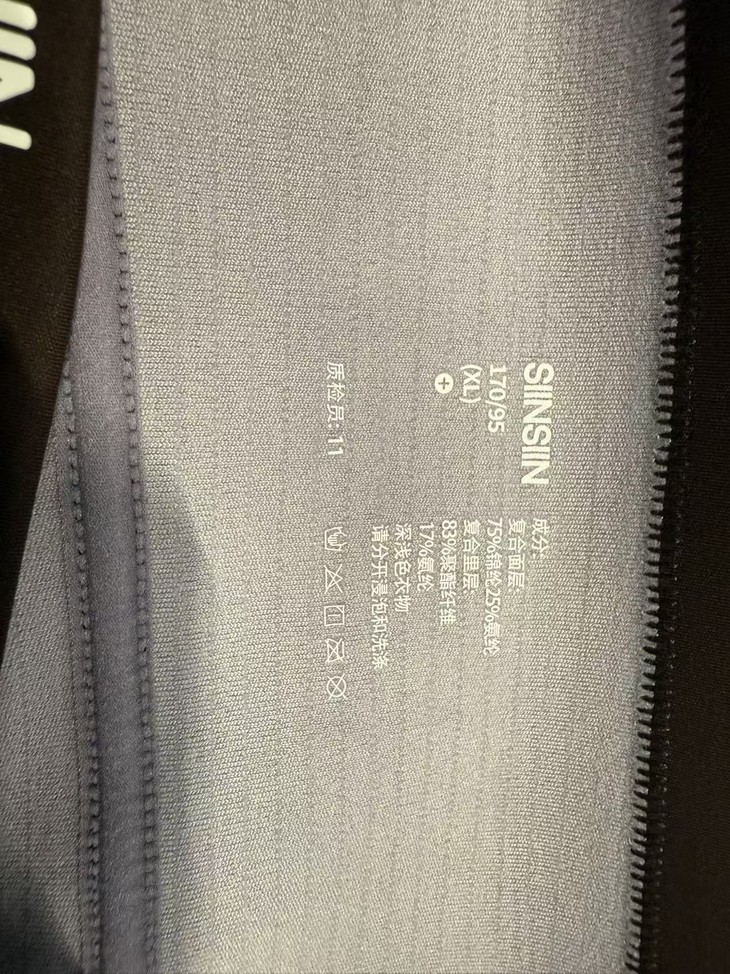 SIINSIIN
170/95
(XL)
+
成分:
复合面层:
75%锦纶25%氨纶
复合里层
83%聚酯纤维
17%氨纶
深浅色衣物
请分开浸泡和洗涤
质检员: 11